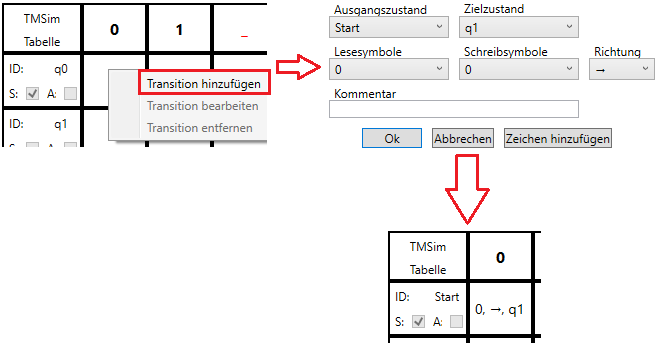 TMSim
Tabelle
0
1
_
ID: q0
S: A:
Transition hinzufügen
Transition bearbeiten
Transition entfernen
ID: q1
S: A:
Ausgangszustand Zielzustand
Start q1
Lesesymbole Schreibsymbole Richtung
0 0 →
Kommentar
Ok Abbrechen Zeichen hinzufügen
TMSim
Tabelle
0
ID: Start
S: A:
0, →, q1